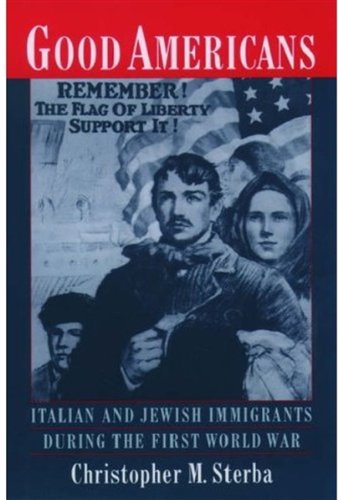 GOOD AMERICANS
REMEMBER!
THE FLAG OF LIBERTY
SUPPORT IT!
ITALIAN AND JEWISH IMMIGRANTS
DURING THE FIRST WORLD WAR
Christopher M. Sterba